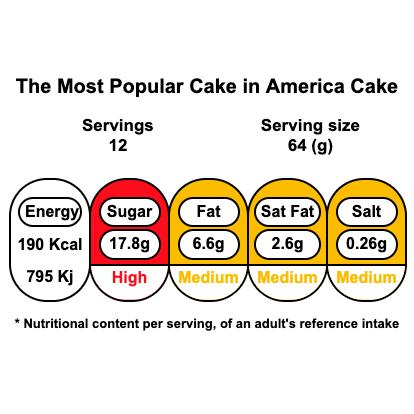 The Most Popular Cake in America Cake
Servings Serving size
12 64 (g)
Energy Sugar Fat Sat Fat Salt
190 Kcal 17.8g 6.6g 2.6g 0.26g
795 Kj High Medium Medium Medium
* Nutritional content per serving, of an adult's reference intake